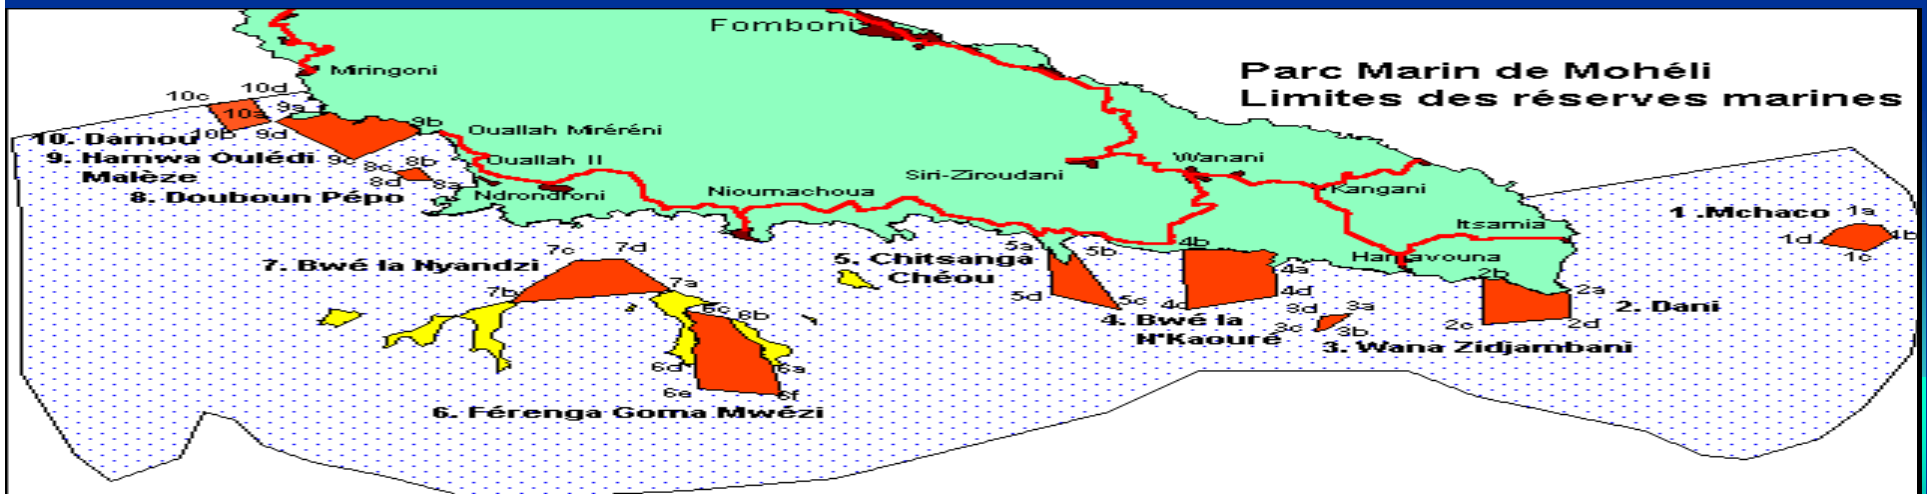 Fomboni
Parc Marin de Mohéli
Limites des réserves marines
Miringoni
10c
10d
9a
10a
10b
9d
9b
10. Damou
Ouallah Miréréni
9. Hamwa Oulédi
Malèze
9c
8c
8b
Ouallah II
8d
8a
8. Douboun Pépo
Ndrondroni
Nioumachoua
Siri-Ziroudani
Wanani
Kangani
Itsamia
Hamavouna
1 .Mchaco
1a
1d
4b
1c
7c
7d
7. Bwé la Nyandzi
7b
7a
5a
5b
5. Chitsanga
Chéou
5d
5c
4b
4a
4d
4c
4. Bwé la
N'Kaouré
3d
3a
3c
3b
3. Wana Zidjambani
2b
2a
2c
2d
2. Dani
6c
6b
6d
6a
6e
6f
6. Férenga Goma Mwézi